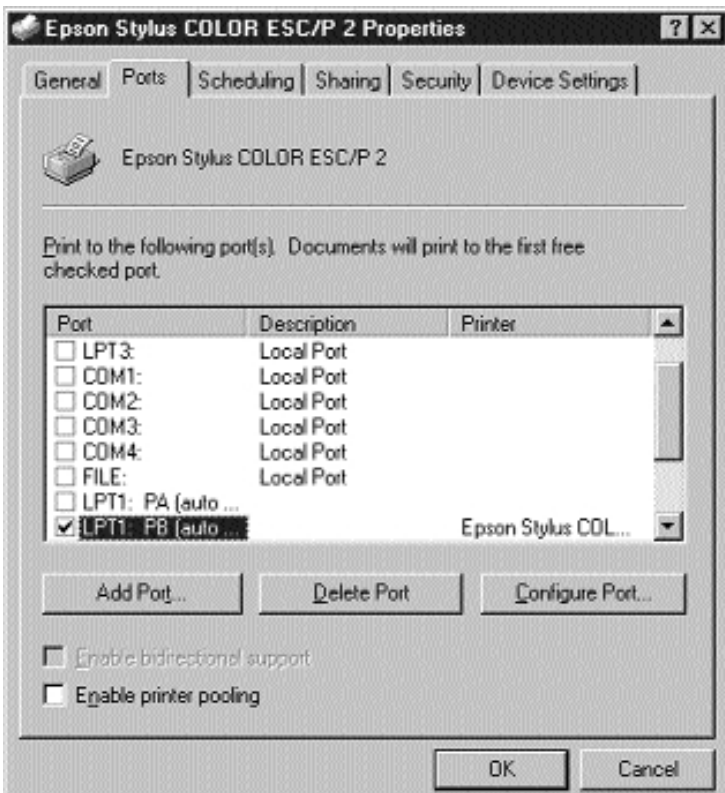 Epson Stylus COLOR ESC/P 2 Properties
General Ports Scheduling Sharing Security Device Settings
Epson Stylus COLOR ESC/P 2
Print to the following port(s). Documents will print to the first free
checked port.
Port Description Printer
LPT3: Local Port
COM1: Local Port
COM2: Local Port
COM3: Local Port
COM4: Local Port
FILE: Local Port
LPT1: PA (auto ...
LPT1: PB (auto ... Epson Stylus COL...
Add Port... Delete Port Configure Port...
Enable bidirectional support
Enable printer pooling
OK Cancel